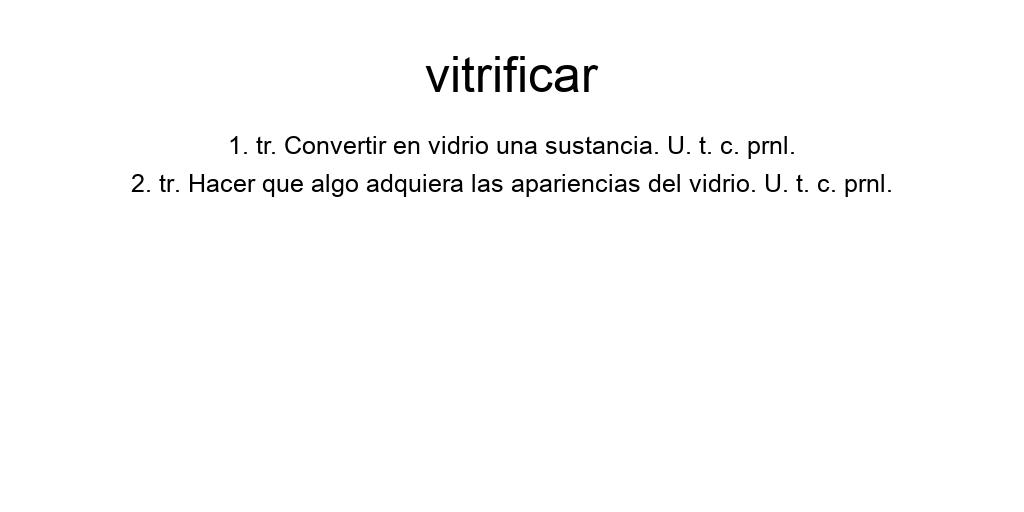 vitrificar
1. tr. Convertir en vidrio una sustancia. U. t. c. prnl.
2. tr. Hacer que algo adquiera las apariencias del vidrio. U. t. c. prnl.